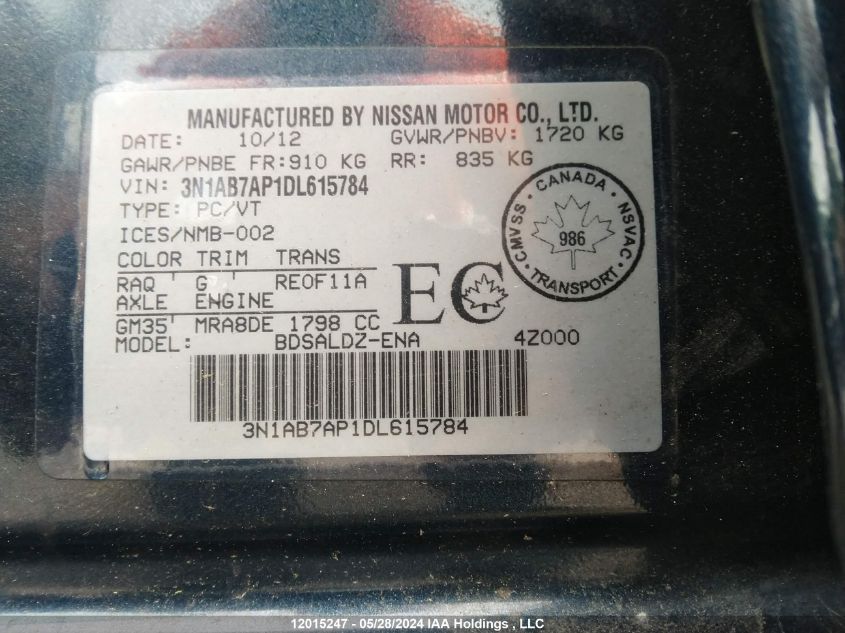 MANUFACTURED BY NISSAN MOTOR CO., LTD.
DATE: 10/12 GVWR/PNBV: 1720 KG
GAWR/PNBE FR:910 KG RR: 835 KG
VIN: 3N1AB7AP1DL615784
TYPE: PC/VT
ICES/NMB-002
COLOR TRIM TRANS
RAQ ' G ' RE0F11A
AXLE ENGINE
GM35' MRA8DE 1798 CC
MODEL: BDSALDZ-ENA 4Z000
3N1AB7AP1DL615784
EC
CANADA
CMVSS · NSVAC
986
TRANSPORT
12015247 - 05/28/2024 IAA Holdings , LLC